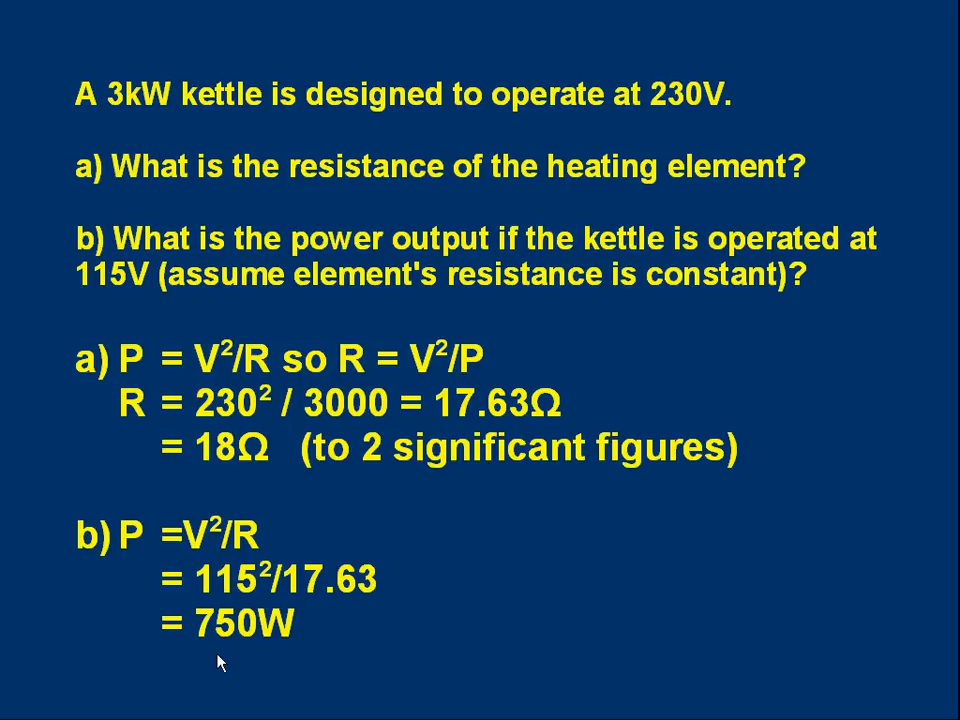 A 3kW kettle is designed to operate at 230V.
a) What is the resistance of the heating element?
b) What is the power output if the kettle is operated at
115V (assume element's resistance is constant)?
a) P = V²/R so R = V²/P
R = 230² / 3000 = 17.63Ω
= 18Ω (to 2 significant figures)
b) P =V²/R
= 115²/17.63
= 750W